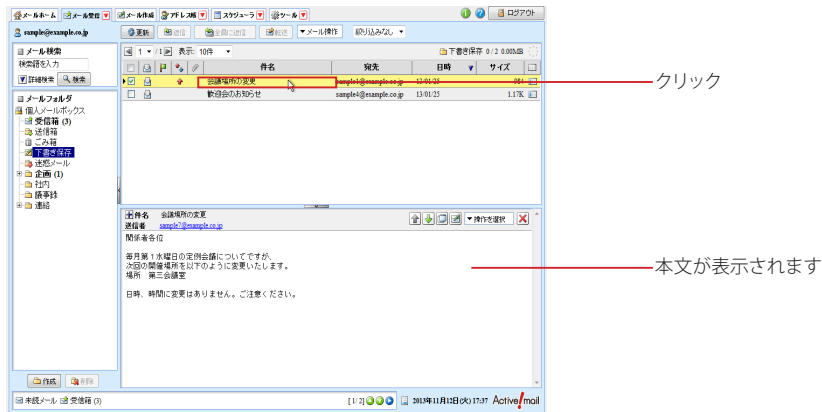 メールホーム メール受信 メール作成 アドレス帳 スケジューラ ツール ログアウト
sample@example.co.jp 更新 返信 全員に返信 転送 メール操作 絞り込みなし
メール検索
検索語を入力
詳細検索 検索
メールフォルダ
個人メールボックス
受信箱 (3)
送信箱
ごみ箱
下書き保存
迷惑メール
企画 (1)
社内
議事録
連絡
作成 削除
1 /1 表示: 10件 下書き保存 0 / 2 0.00MB
件名 宛先 日時 サイズ
会議場所の変更 sample1@example.co.jp 13/01/25 984
歓迎会のお知らせ sample4@example.co.jp 13/01/25 1.17K
クリック
件名 会議場所の変更
送信者 sample7@example.co.jp 操作を選択
関係者各位
毎月第1水曜日の定例会議についてですが、
次回の開催場所を以下のように変更いたします。
場所 第三会議室
日時、時間に変更はありません。ご注意ください。
本文が表示されます
未読メール 受信箱 (3) [1/ 2] 2013年11月12日(火) 17:37 Active! mail